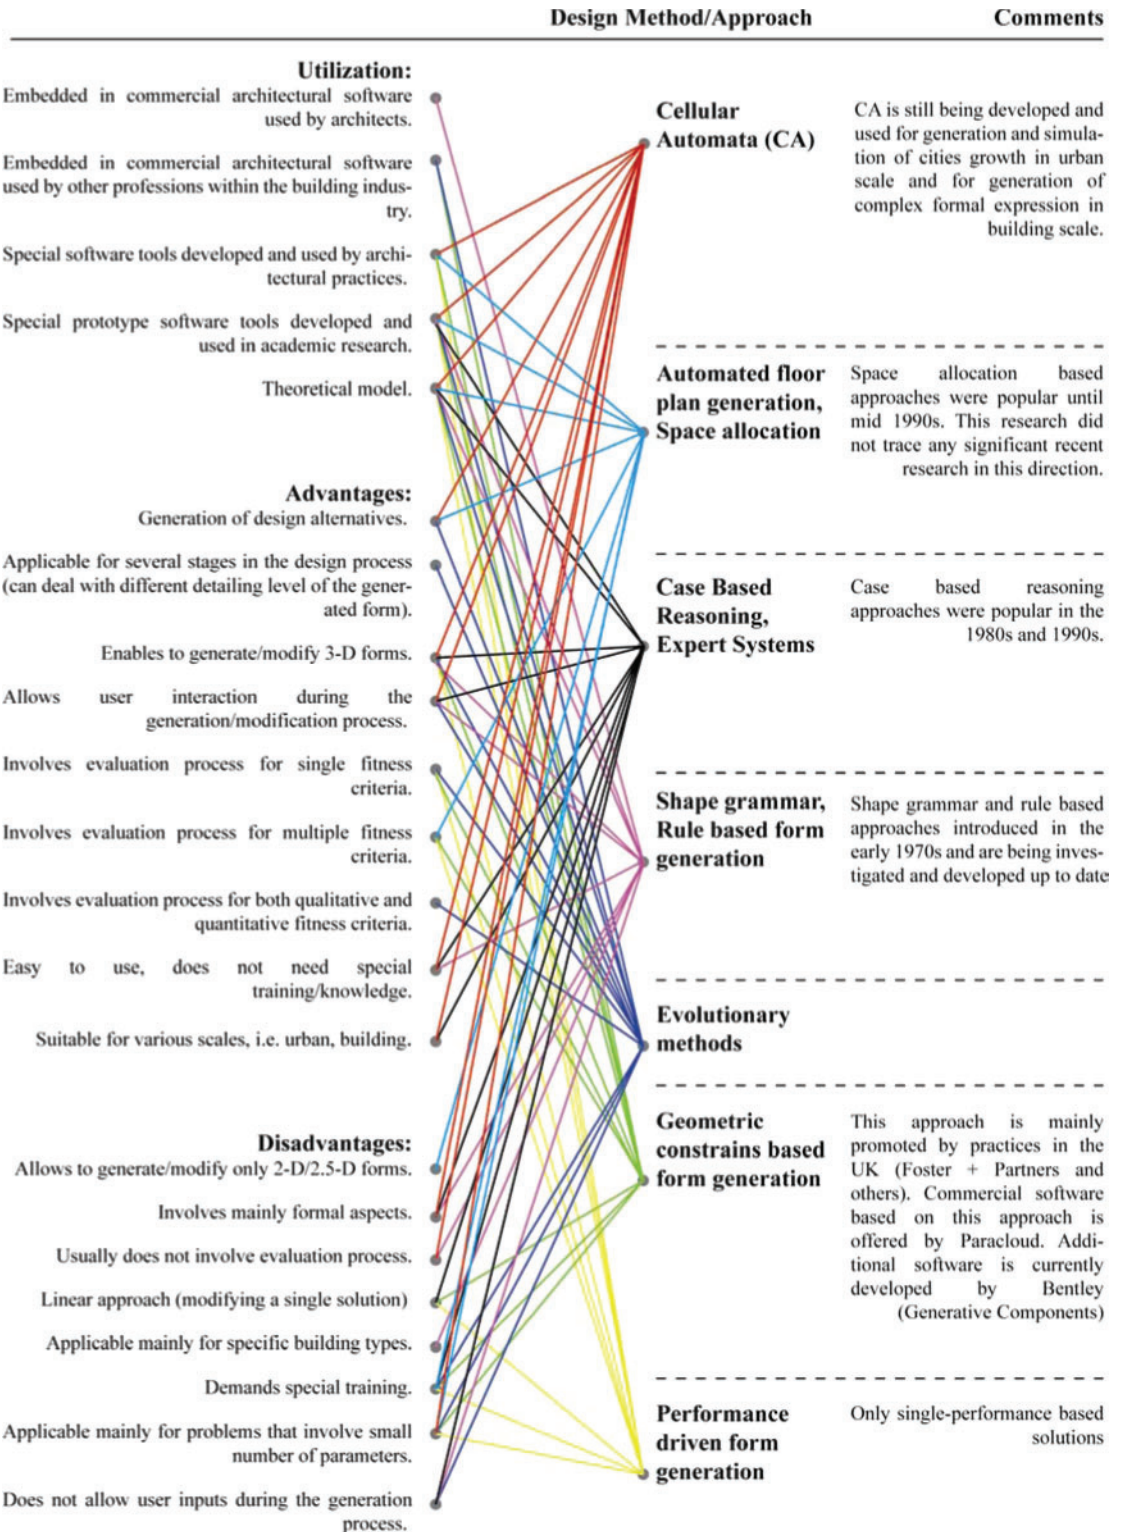 Design Method/Approach
Comments
Utilization:
Embedded in commercial architectural software
used by architects.
Embedded in commercial architectural software
used by other professions within the building indus-
try.
Special software tools developed and used by archi-
tectural practices.
Special prototype software tools developed and
used in academic research.
Theoretical model.
Advantages:
Generation of design alternatives.
Applicable for several stages in the design process
(can deal with different detailing level of the gener-
ated form).
Enables to generate/modify 3-D forms.
Allows user interaction during the
generation/modification process.
Involves evaluation process for single fitness
criteria.
Involves evaluation process for multiple fitness
criteria.
Involves evaluation process for both qualitative and
quantitative fitness criteria.
Easy to use, does not need special
training/knowledge.
Suitable for various scales, i.e. urban, building.
Disadvantages:
Allows to generate/modify only 2-D/2.5-D forms.
Involves mainly formal aspects.
Usually does not involve evaluation process.
Linear approach (modifying a single solution)
Applicable mainly for specific building types.
Demands special training.
Applicable mainly for problems that involve small
number of parameters.
Does not allow user inputs during the generation
process.
Cellular
Automata (CA)
CA is still being developed and
used for generation and simula-
tion of cities growth in urban
scale and for generation of
complex formal expression in
building scale.
Automated floor
plan generation,
Space allocation
Space allocation based
approaches were popular until
mid 1990s. This research did
not trace any significant recent
research in this direction.
Case Based
Reasoning,
Expert Systems
Case based reasoning
approaches were popular in the
1980s and 1990s.
Shape grammar,
Rule based form
generation
Shape grammar and rule based
approaches introduced in the
early 1970s and are being inves-
tigated and developed up to date
Evolutionary
methods
Geometric
constrains based
form generation
This approach is mainly
promoted by practices in the
UK (Foster + Partners and
others). Commercial software
based on this approach is
offered by Paracloud. Addi-
tional software is currently
developed by Bentley
(Generative Components)
Performance
driven form
generation
Only single-performance based
solutions